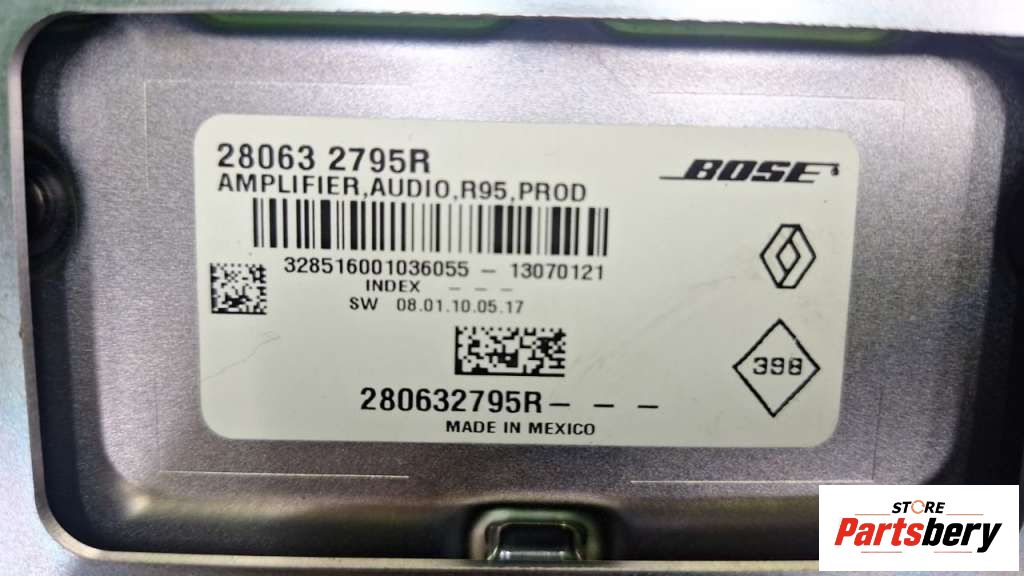 28063 2795R
BOSE
AMPLIFIER,AUDIO,R95,PROD
328516001036055 - 13070121
INDEX - - -
SW 08.01.10.05.17
398
280632795R- - -
MADE IN MEXICO
STORE
Partsbery